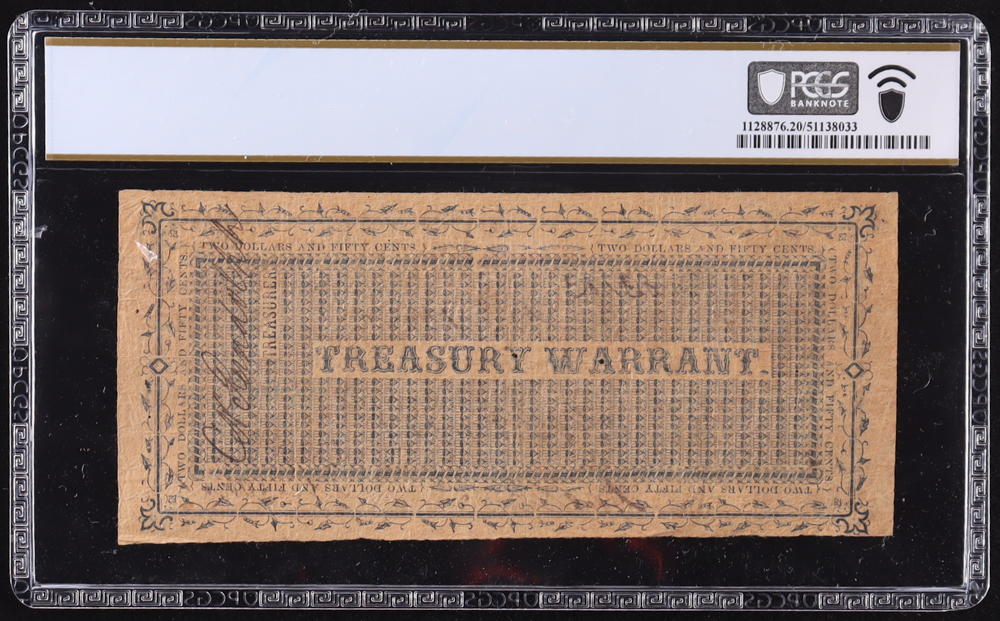 PCGS
BANKNOTE
1128876.20/51138033
TWO DOLLARS AND FIFTY CENTS
TWO DOLLARS AND FIFTY CENTS
TWO DOLLARS AND FIFTY CENTS
TREASURER
TREASURY WARRANT.
TWO DOLLARS AND FIFTY CENTS
TWO DOLLARS AND FIFTY CENTS
TWO DOLLARS AND FIFTY CENTS